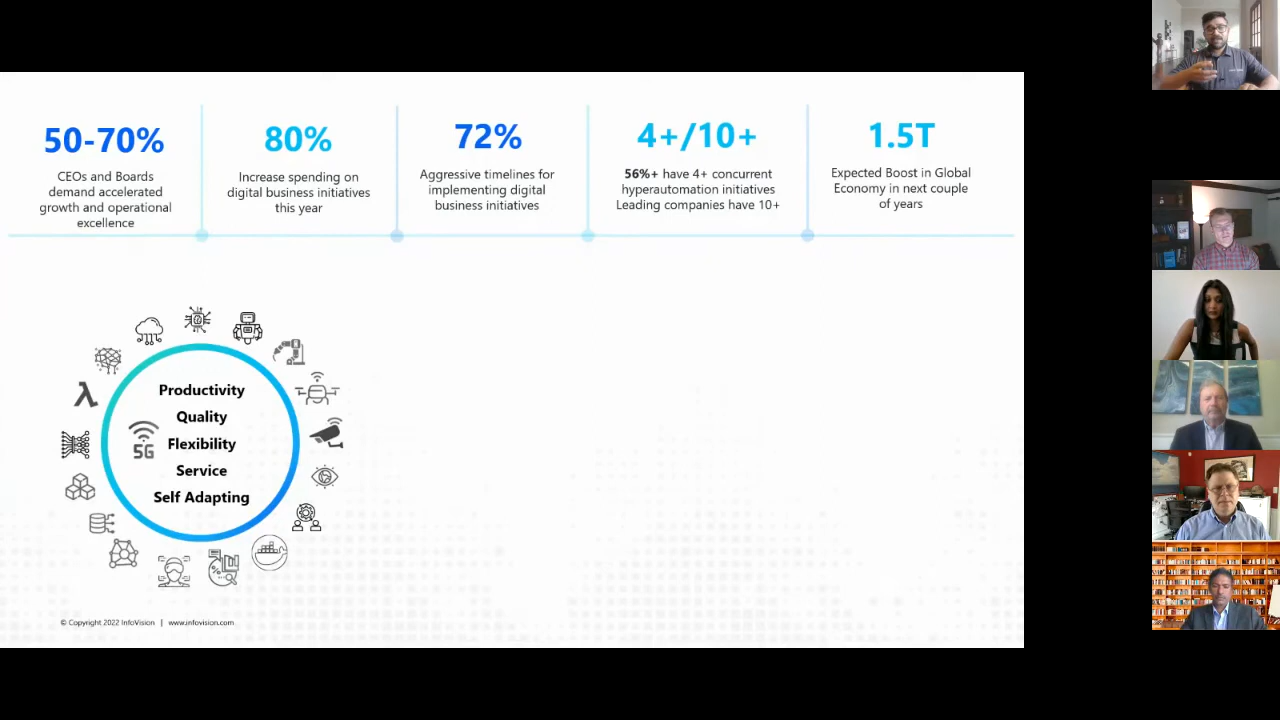 50-70%
CEOs and Boards
demand accelerated
growth and operational
excellence
80%
Increase spending on
digital business initiatives
this year
72%
Aggressive timelines for
implementing digital
business initiatives
4+/10+
56%+ have 4+ concurrent
hyperautomation initiatives
Leading companies have 10+
1.5T
Expected Boost in Global
Economy in next couple
of years
Productivity
Quality
5G
Flexibility
Service
Self Adapting
© Copyright 2022 InfoVision | www.infovision.com